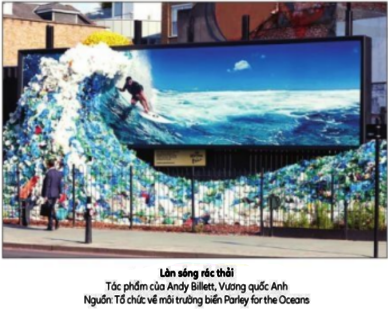 Làn sóng rác thải
Tác phẩm của Andy Billett, Vương quốc Anh
Nguồn: Tổ chức về môi trường biển Parley for the Oceans